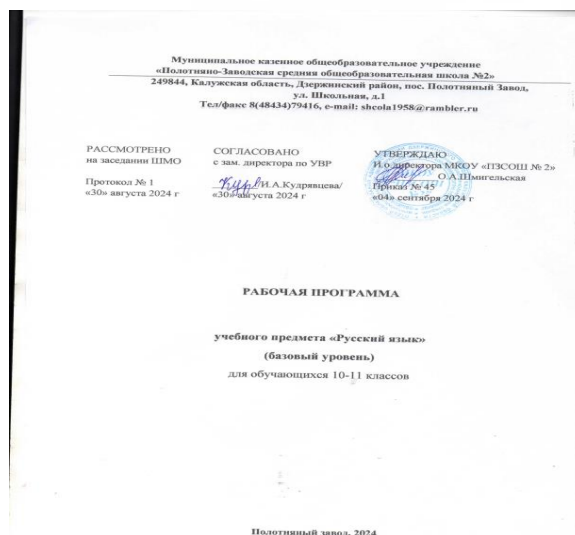 Муниципальное казенное общеобразовательное учреждение
«Полотняно-Заводская средняя общеобразовательная школа №2»
249844, Калужская область, Дзержинский район, пос. Полотняный Завод,
ул. Школьная, д.1
Тел/факс 8(48434)79416, e-mail: shcola1958@rambler.ru
РАССМОТРЕНО
на заседании ШМО
Протокол № 1
«30» августа 2024 г
СОГЛАСОВАНО
с зам. директора по УВР
И.А.Кудрявцева/
«30» августа 2024 г
УТВЕРЖДАЮ
И.о директора МКОУ «ПЗСОШ № 2»
О.А.Шмигельская
Приказ № 45
«04» сентября 2024 г
РАБОЧАЯ ПРОГРАММА
учебного предмета «Русский язык»
(базовый уровень)
для обучающихся 10-11 классов
Полотняный завод, 2024